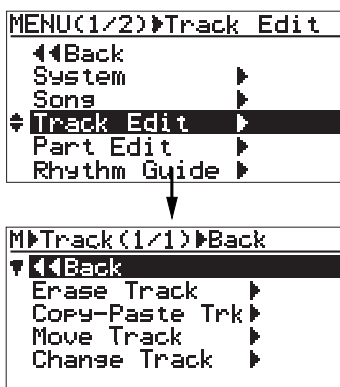 MENU(1/2)▶Track Edit
◀◀Back
System ▶
Song ▶
Track Edit ▶
Part Edit ▶
Rhythm Guide ▶
M▶Track(1/1)▶Back
◀◀Back
Erase Track ▶
Copy-Paste Trk▶
Move Track ▶
Change Track ▶